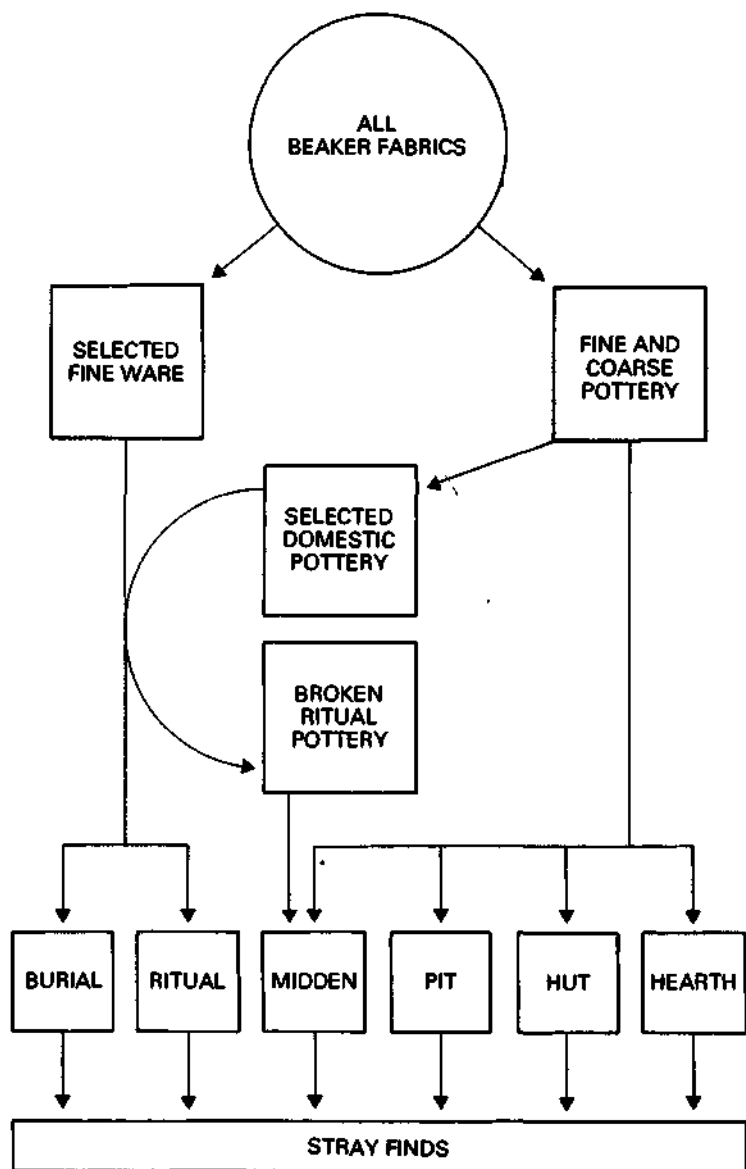 ALL
BEAKER FABRICS
SELECTED
FINE WARE
FINE AND
COARSE
POTTERY
SELECTED
DOMESTIC
POTTERY
BROKEN
RITUAL
POTTERY
BURIAL
RITUAL
MIDDEN
PIT
HUT
HEARTH
STRAY FINDS